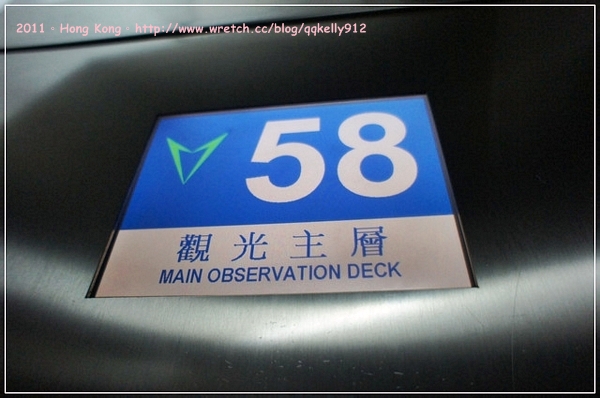 2011 • Hong Kong • http://www.wretch.cc/blog/qqkelly912
58
觀光主層
MAIN OBSERVATION DECK